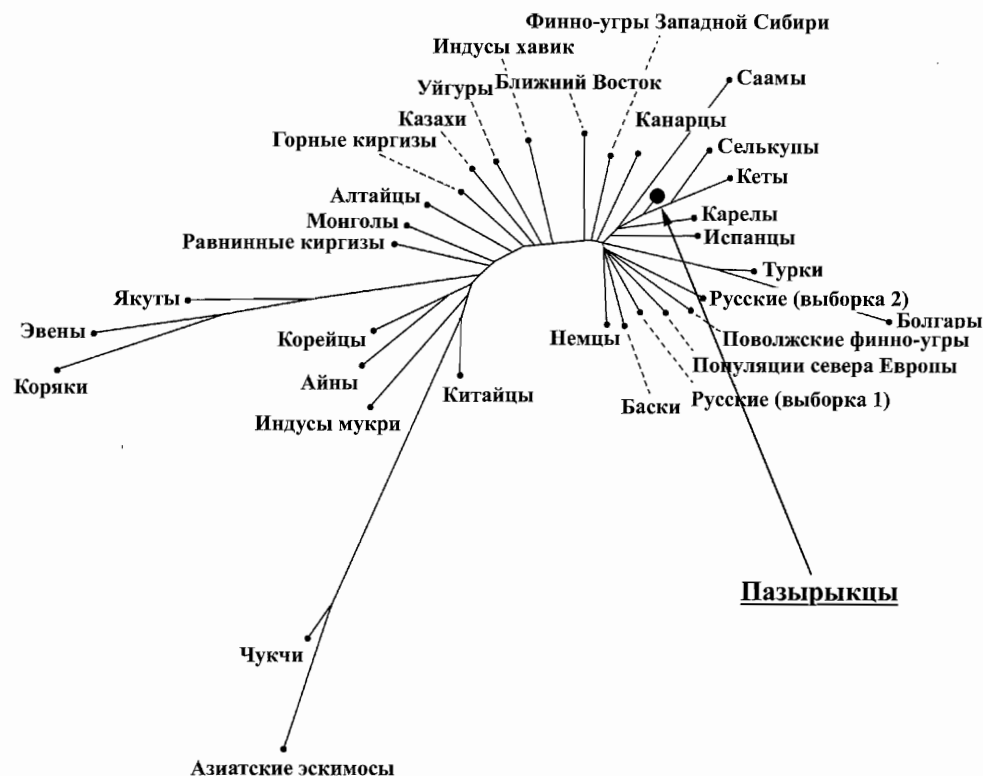 Финно-угры Западной Сибири
Индусы хавик
Ближний Восток
Саамы
Уйгуры
Казахи
Канарцы
Горные киргизы
Селькупы
Кеты
Алтайцы
Монголы
Карелы
Равнинные киргизы
Испанцы
Турки
Якуты
Русские (выборка 2)
Болгары
Эвены
Корейцы
Немцы
Поволжские финно-угры
Популяции севера Европы
Коряки
Айны
Китайцы
Баски
Русские (выборка 1)
Индусы мукри
Пазырыкцы
Чукчи
Азиатские эскимосы